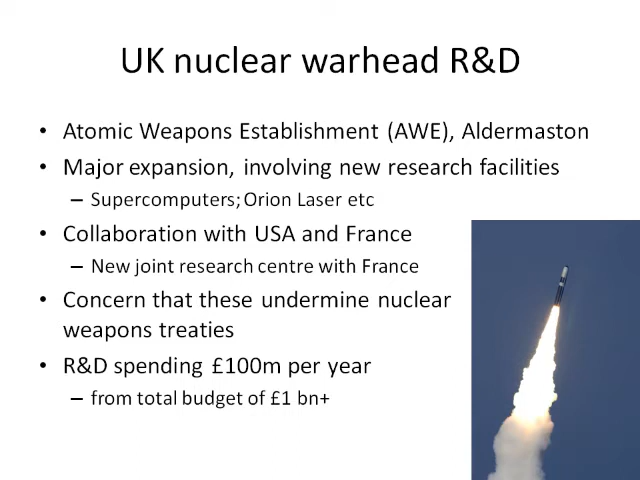 UK nuclear warhead R&D
• Atomic Weapons Establishment (AWE), Aldermaston
• Major expansion, involving new research facilities
– Supercomputers; Orion Laser etc
• Collaboration with USA and France
– New joint research centre with France
• Concern that these undermine nuclear
weapons treaties
• R&D spending £100m per year
– from total budget of £1 bn+